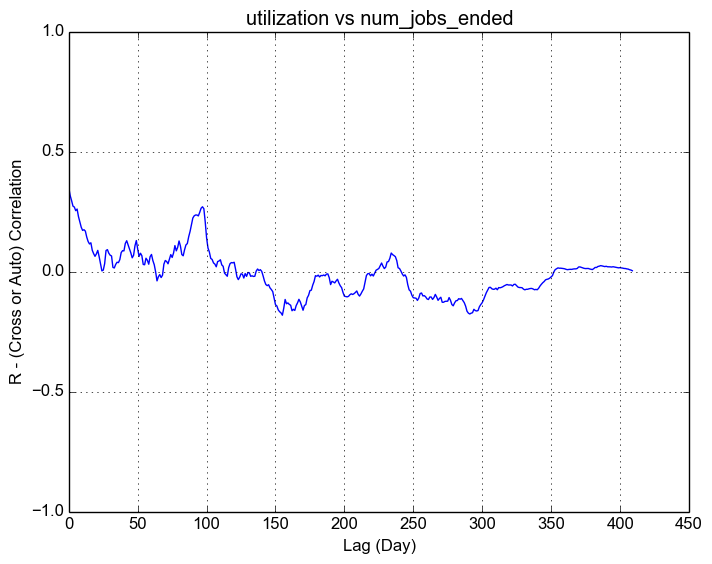 utilization vs num_jobs_ended
1.0
0.5
0.0
−0.5
−1.0
R - (Cross or Auto) Correlation
0 50 100 150 200 250 300 350 400 450
Lag (Day)